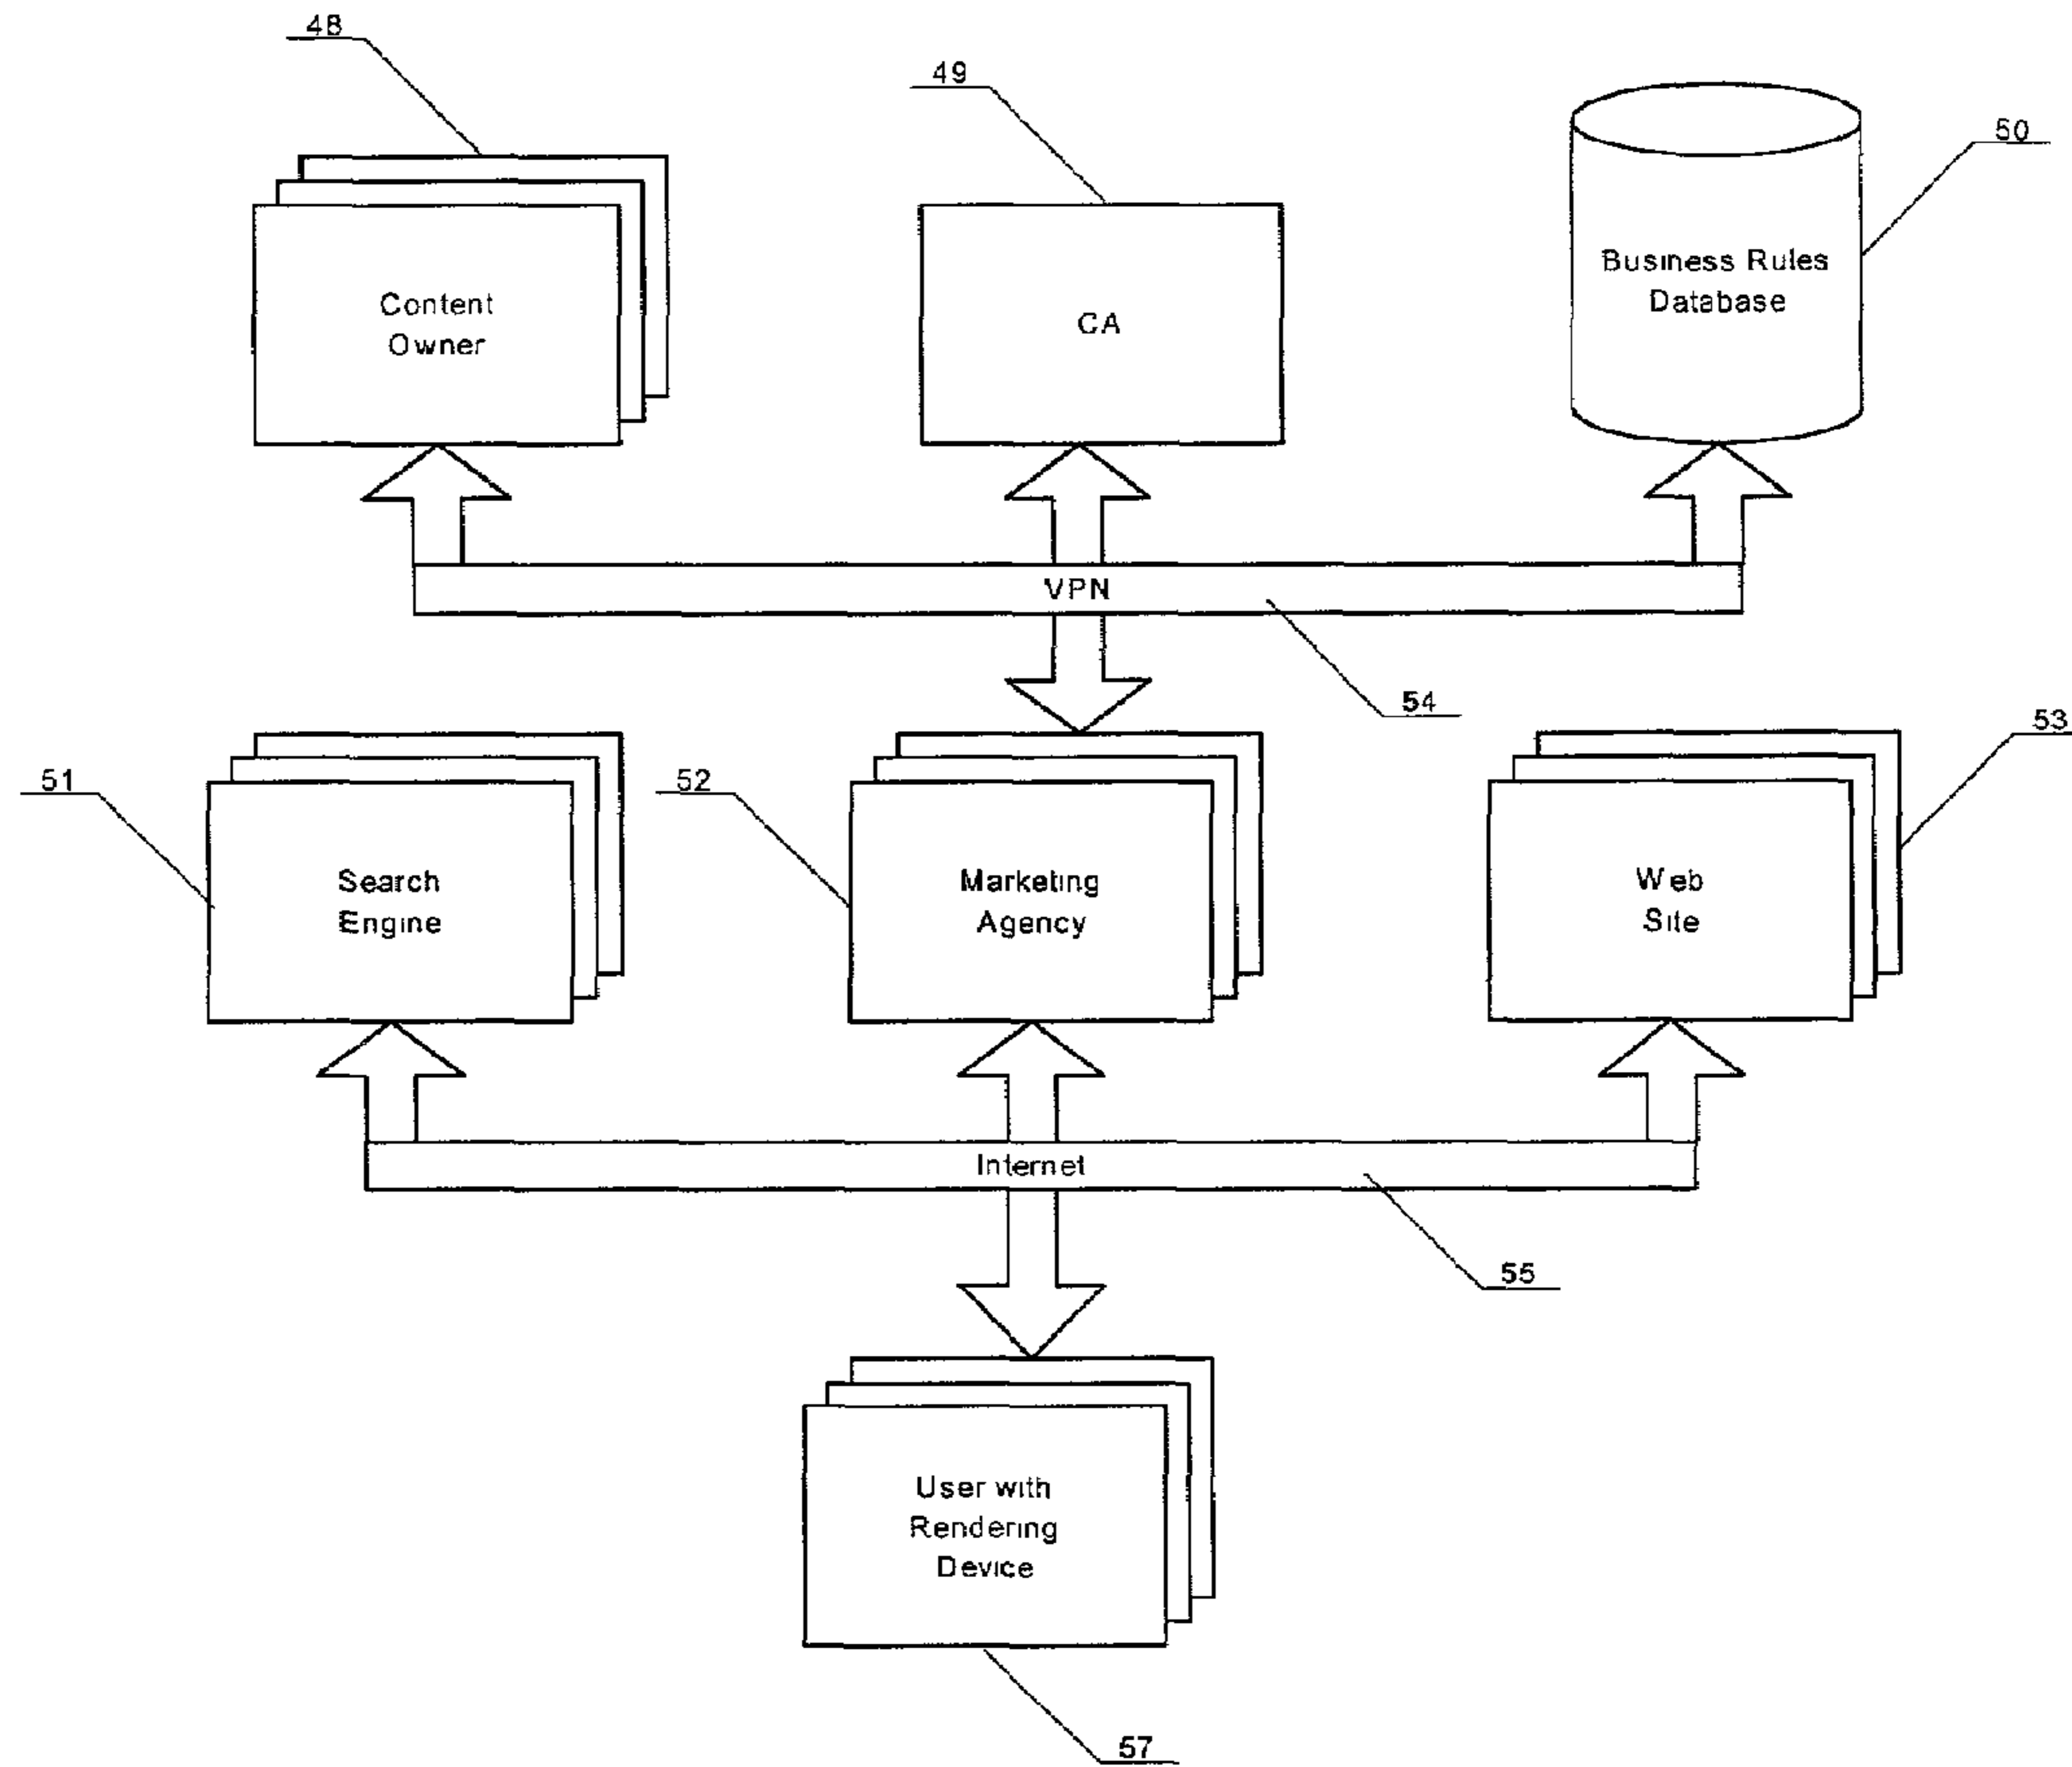 48
49
50
Content
Owner
CA
Business Rules
Database
VPN
54
51
52
53
Search
Engine
Marketing
Agency
Web
Site
Internet
55
User with
Rendering
Device
57